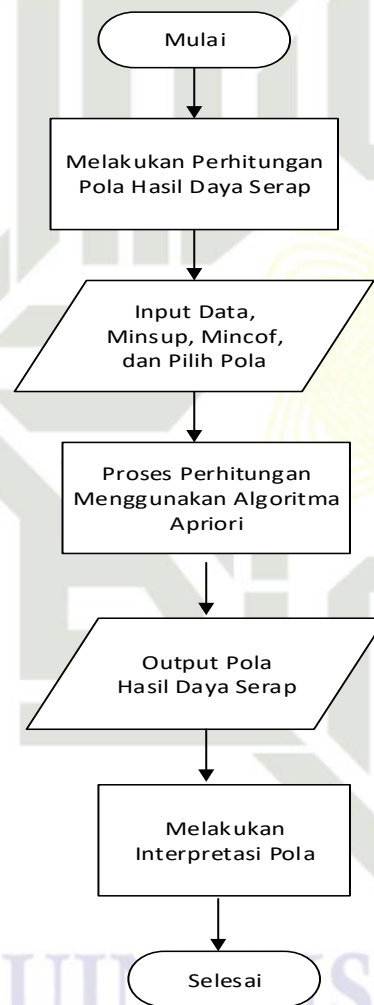 Mulai
Melakukan Perhitungan
Pola Hasil Daya Serap
Input Data,
Minsup, Mincof,
dan Pilih Pola
Proses Perhitungan
Menggunakan Algoritma
Apriori
Output Pola
Hasil Daya Serap
Melakukan
Interpretasi Pola
Selesai